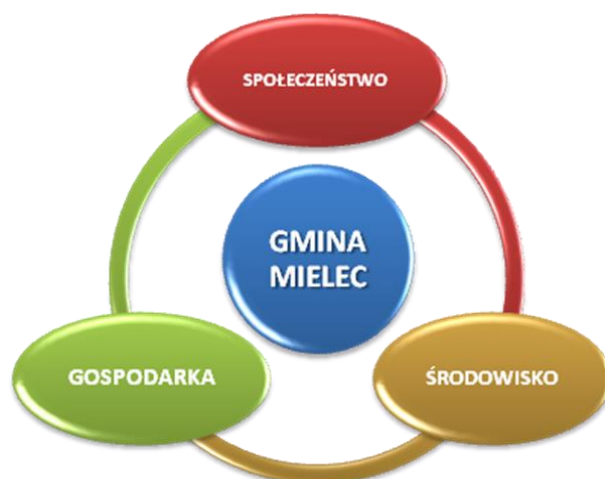 SPOŁECZEŃSTWO
GMINA
MIELEC
GOSPODARKA
ŚRODOWISKO